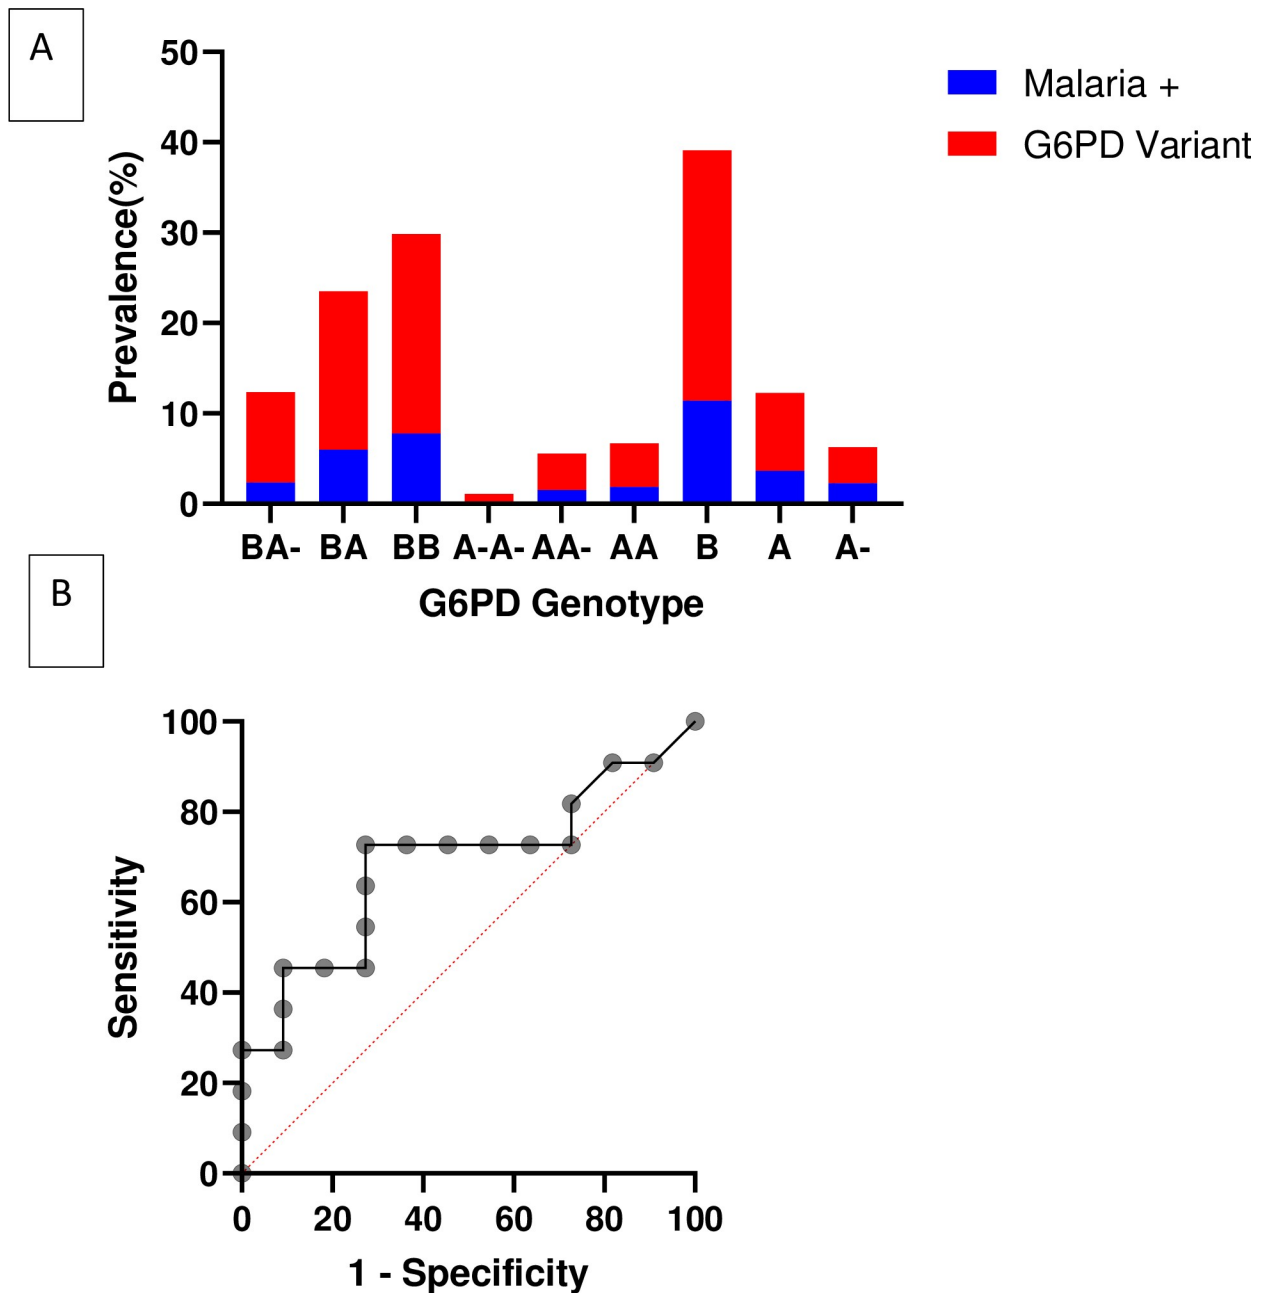 A
50
40
30
20
10
0
Prevalence(%)
BA- BA BB A-A- AA- AA B A A-
G6PD Genotype
Malaria +
G6PD Variant
B
100
80
60
40
20
0
Sensitivity
0 20 40 60 80 100
1 - Specificity